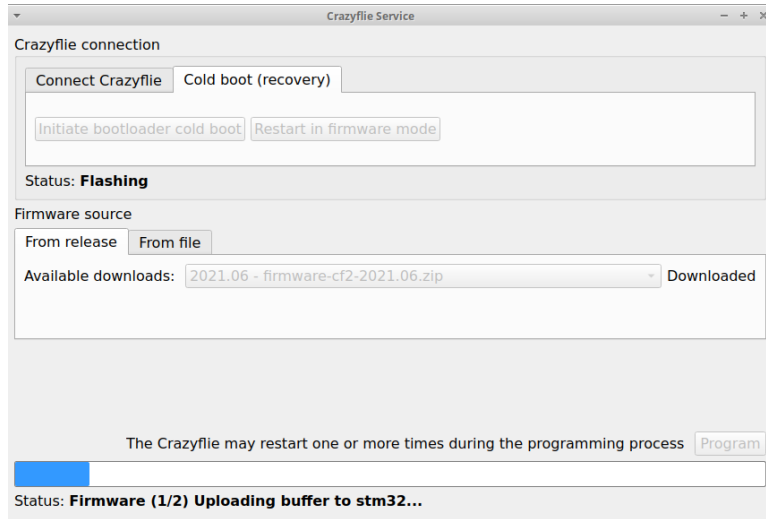 Crazyflie Service
Crazyflie connection
Connect Crazyflie Cold boot (recovery)
Initiate bootloader cold boot Restart in firmware mode
Status: Flashing
Firmware source
From release From file
Available downloads: 2021.06 - firmware-cf2-2021.06.zip Downloaded
The Crazyflie may restart one or more times during the programming process Program
Status: Firmware (1/2) Uploading buffer to stm32...